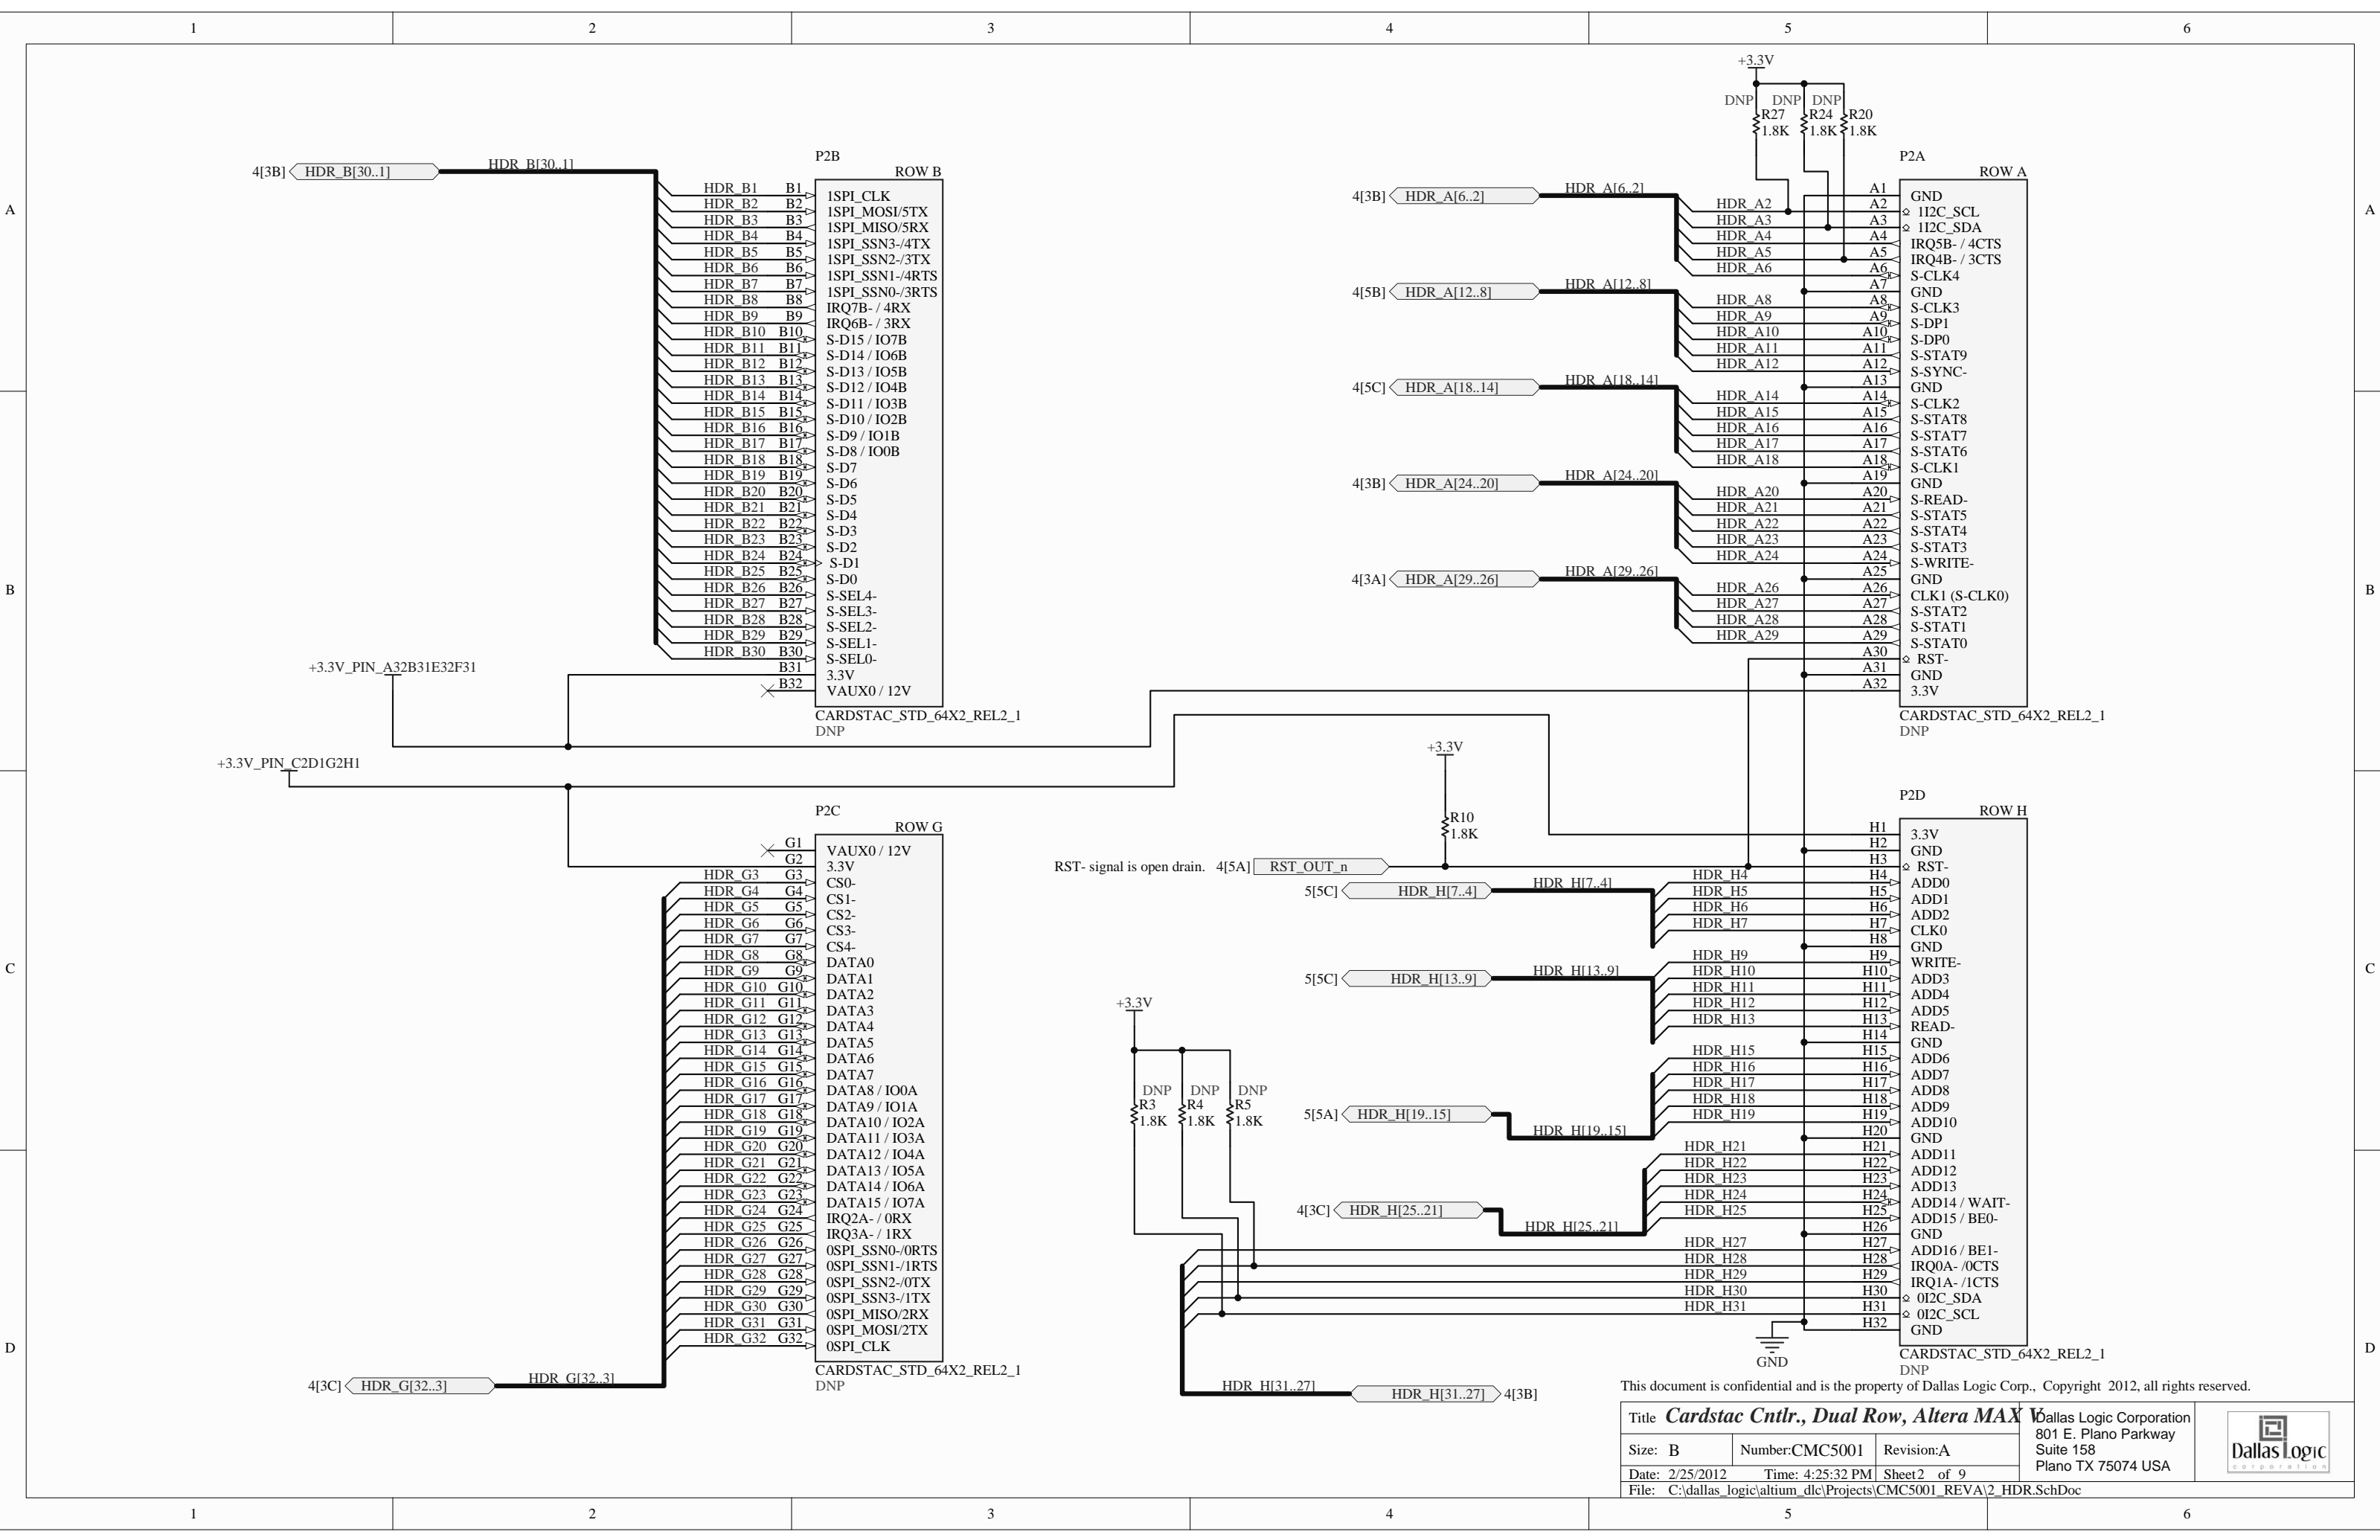 1 2 3 4 5 6
A
B
C
D
4[3B] HDR_B[30..1] HDR_B[30..1]
P2B
ROW B
HDR_B1 B1 1SPI_CLK
HDR_B2 B2 1SPI_MOSI/5TX
HDR_B3 B3 1SPI_MISO/5RX
HDR_B4 B4 1SPI_SSN3-/4TX
HDR_B5 B5 1SPI_SSN2-/3TX
HDR_B6 B6 1SPI_SSN1-/4RTS
HDR_B7 B7 1SPI_SSN0-/3RTS
HDR_B8 B8 IRQ7B- / 4RX
HDR_B9 B9 IRQ6B- / 3RX
HDR_B10 B10 S-D15 / IO7B
HDR_B11 B11 S-D14 / IO6B
HDR_B12 B12 S-D13 / IO5B
HDR_B13 B13 S-D12 / IO4B
HDR_B14 B14 S-D11 / IO3B
HDR_B15 B15 S-D10 / IO2B
HDR_B16 B16 S-D9 / IO1B
HDR_B17 B17 S-D8 / IO0B
HDR_B18 B18 S-D7
HDR_B19 B19 S-D6
HDR_B20 B20 S-D5
HDR_B21 B21 S-D4
HDR_B22 B22 S-D3
HDR_B23 B23 S-D2
HDR_B24 B24 S-D1
HDR_B25 B25 S-D0
HDR_B26 B26 S-SEL4-
HDR_B27 B27 S-SEL3-
HDR_B28 B28 S-SEL2-
HDR_B29 B29 S-SEL1-
HDR_B30 B30 S-SEL0-
B31 3.3V
B32 VAUX0 / 12V
CARDSTAC_STD_64X2_REL2_1
DNP
+3.3V_PIN_A32B31E32F31
+3.3V_PIN_C2D1G2H1
+3.3V
DNP DNP DNP
R27 R24 R20
1.8K 1.8K 1.8K
P2A
ROW A
4[3B] HDR_A[6..2] HDR_A[6..2]
4[5B] HDR_A[12..8] HDR_A[12..8]
4[5C] HDR_A[18..14] HDR_A[18..14]
4[3B] HDR_A[24..20] HDR_A[24..20]
4[3A] HDR_A[29..26] HDR_A[29..26]
A1 GND
HDR_A2 A2 1I2C_SCL
HDR_A3 A3 1I2C_SDA
HDR_A4 A4 IRQ5B- / 4CTS
HDR_A5 A5 IRQ4B- / 3CTS
HDR_A6 A6 S-CLK4
A7 GND
HDR_A8 A8 S-CLK3
HDR_A9 A9 S-DP1
HDR_A10 A10 S-DP0
HDR_A11 A11 S-STAT9
HDR_A12 A12 S-SYNC-
A13 GND
HDR_A14 A14 S-CLK2
HDR_A15 A15 S-STAT8
HDR_A16 A16 S-STAT7
HDR_A17 A17 S-STAT6
HDR_A18 A18 S-CLK1
A19 GND
HDR_A20 A20 S-READ-
HDR_A21 A21 S-STAT5
HDR_A22 A22 S-STAT4
HDR_A23 A23 S-STAT3
HDR_A24 A24 S-WRITE-
A25 GND
HDR_A26 A26 CLK1 (S-CLK0)
HDR_A27 A27 S-STAT2
HDR_A28 A28 S-STAT1
HDR_A29 A29 S-STAT0
A30 RST-
A31 GND
A32 3.3V
CARDSTAC_STD_64X2_REL2_1
DNP
P2C
ROW G
G1 VAUX0 / 12V
G2 3.3V
HDR_G3 G3 CS0-
HDR_G4 G4 CS1-
HDR_G5 G5 CS2-
HDR_G6 G6 CS3-
HDR_G7 G7 CS4-
HDR_G8 G8 DATA0
HDR_G9 G9 DATA1
HDR_G10 G10 DATA2
HDR_G11 G11 DATA3
HDR_G12 G12 DATA4
HDR_G13 G13 DATA5
HDR_G14 G14 DATA6
HDR_G15 G15 DATA7
HDR_G16 G16 DATA8 / IO0A
HDR_G17 G17 DATA9 / IO1A
HDR_G18 G18 DATA10 / IO2A
HDR_G19 G19 DATA11 / IO3A
HDR_G20 G20 DATA12 / IO4A
HDR_G21 G21 DATA13 / IO5A
HDR_G22 G22 DATA14 / IO6A
HDR_G23 G23 DATA15 / IO7A
HDR_G24 G24 IRQ2A- / 0RX
HDR_G25 G25 IRQ3A- / 1RX
HDR_G26 G26 0SPI_SSN0-/0RTS
HDR_G27 G27 0SPI_SSN1-/1RTS
HDR_G28 G28 0SPI_SSN2-/0TX
HDR_G29 G29 0SPI_SSN3-/1TX
HDR_G30 G30 0SPI_MISO/2RX
HDR_G31 G31 0SPI_MOSI/2TX
HDR_G32 G32 0SPI_CLK
CARDSTAC_STD_64X2_REL2_1
DNP
4[3C] HDR_G[32..3] HDR_G[32..3]
+3.3V
R10
1.8K
RST- signal is open drain. 4[5A] RST_OUT_n
5[5C] HDR_H[7..4] HDR_H[7..4]
5[5C] HDR_H[13..9] HDR_H[13..9]
5[5A] HDR_H[19..15] HDR_H[19..15]
4[3C] HDR_H[25..21] HDR_H[25..21]
+3.3V
DNP DNP DNP
R3 R4 R5
1.8K 1.8K 1.8K
P2D
ROW H
H1 3.3V
H2 GND
H3 RST-
HDR_H4 H4 ADD0
HDR_H5 H5 ADD1
HDR_H6 H6 ADD2
HDR_H7 H7 CLK0
H8 GND
HDR_H9 H9 WRITE-
HDR_H10 H10 ADD3
HDR_H11 H11 ADD4
HDR_H12 H12 ADD5
HDR_H13 H13 READ-
H14 GND
HDR_H15 H15 ADD6
HDR_H16 H16 ADD7
HDR_H17 H17 ADD8
HDR_H18 H18 ADD9
HDR_H19 H19 ADD10
H20 GND
HDR_H21 H21 ADD11
HDR_H22 H22 ADD12
HDR_H23 H23 ADD13
HDR_H24 H24 ADD14 / WAIT-
HDR_H25 H25 ADD15 / BE0-
H26 GND
HDR_H27 H27 ADD16 / BE1-
HDR_H28 H28 IRQ0A- /0CTS
HDR_H29 H29 IRQ1A- /1CTS
HDR_H30 H30 0I2C_SDA
HDR_H31 H31 0I2C_SCL
H32 GND
GND
CARDSTAC_STD_64X2_REL2_1
DNP
HDR_H[31..27] HDR_H[31..27] 4[3B]
This document is confidential and is the property of Dallas Logic Corp., Copyright 2012, all rights reserved.
Title Cardstac Cntlr., Dual Row, Altera MAX V
Size: B Number:CMC5001 Revision:A
Date: 2/25/2012 Time: 4:25:32 PM Sheet2 of 9
File: C:\dallas_logic\altium_dlc\Projects\CMC5001_REVA\2_HDR.SchDoc
Dallas Logic Corporation
801 E. Plano Parkway
Suite 158
Plano TX 75074 USA
Dallas Logic
corporation
A
B
C
D
1 2 3 4 5 6